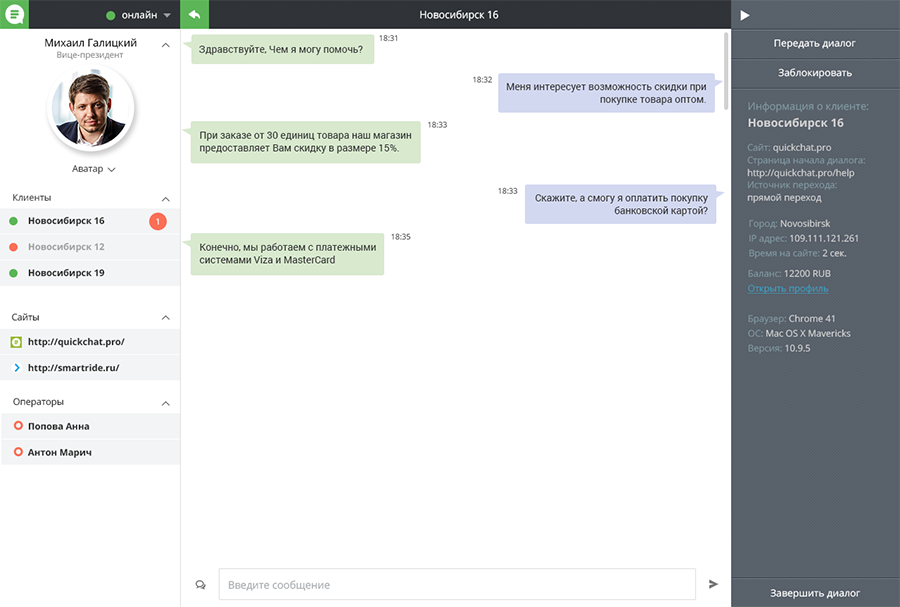 онлайн
Новосибирск 16
Михаил Галицкий
Вице-президент
Аватар
Клиенты
Новосибирск 16
1
Новосибирск 12
Новосибирск 19
Сайты
http://quickchat.pro/
http://smartride.ru/
Операторы
Попова Анна
Антон Марич
Здравствуйте, Чем я могу помочь?
18:31
18:32
Меня интересует возможность скидки при
покупке товара оптом.
При заказе от 30 единиц товара наш магазин
предоставляет Вам скидку в размере 15%.
18:33
18:33
Скажите, а смогу я оплатить покупку
банковской картой?
Конечно, мы работаем с платежными
системами Viza и MasterCard
18:35
Введите сообщение
Передать диалог
Заблокировать
Информация о клиенте:
Новосибирск 16
Сайт: quickchat.pro
Страница начала диалога:
http://quickchat.pro/help
Источник перехода:
прямой переход
Город: Novosibirsk
IP адрес: 109.111.121.261
Время на сайте: 2 сек.
Баланс: 12200 RUB
Открыть профиль
Браузер: Chrome 41
ОС: Mac OS X Mavericks
Версия: 10.9.5
Завершить диалог